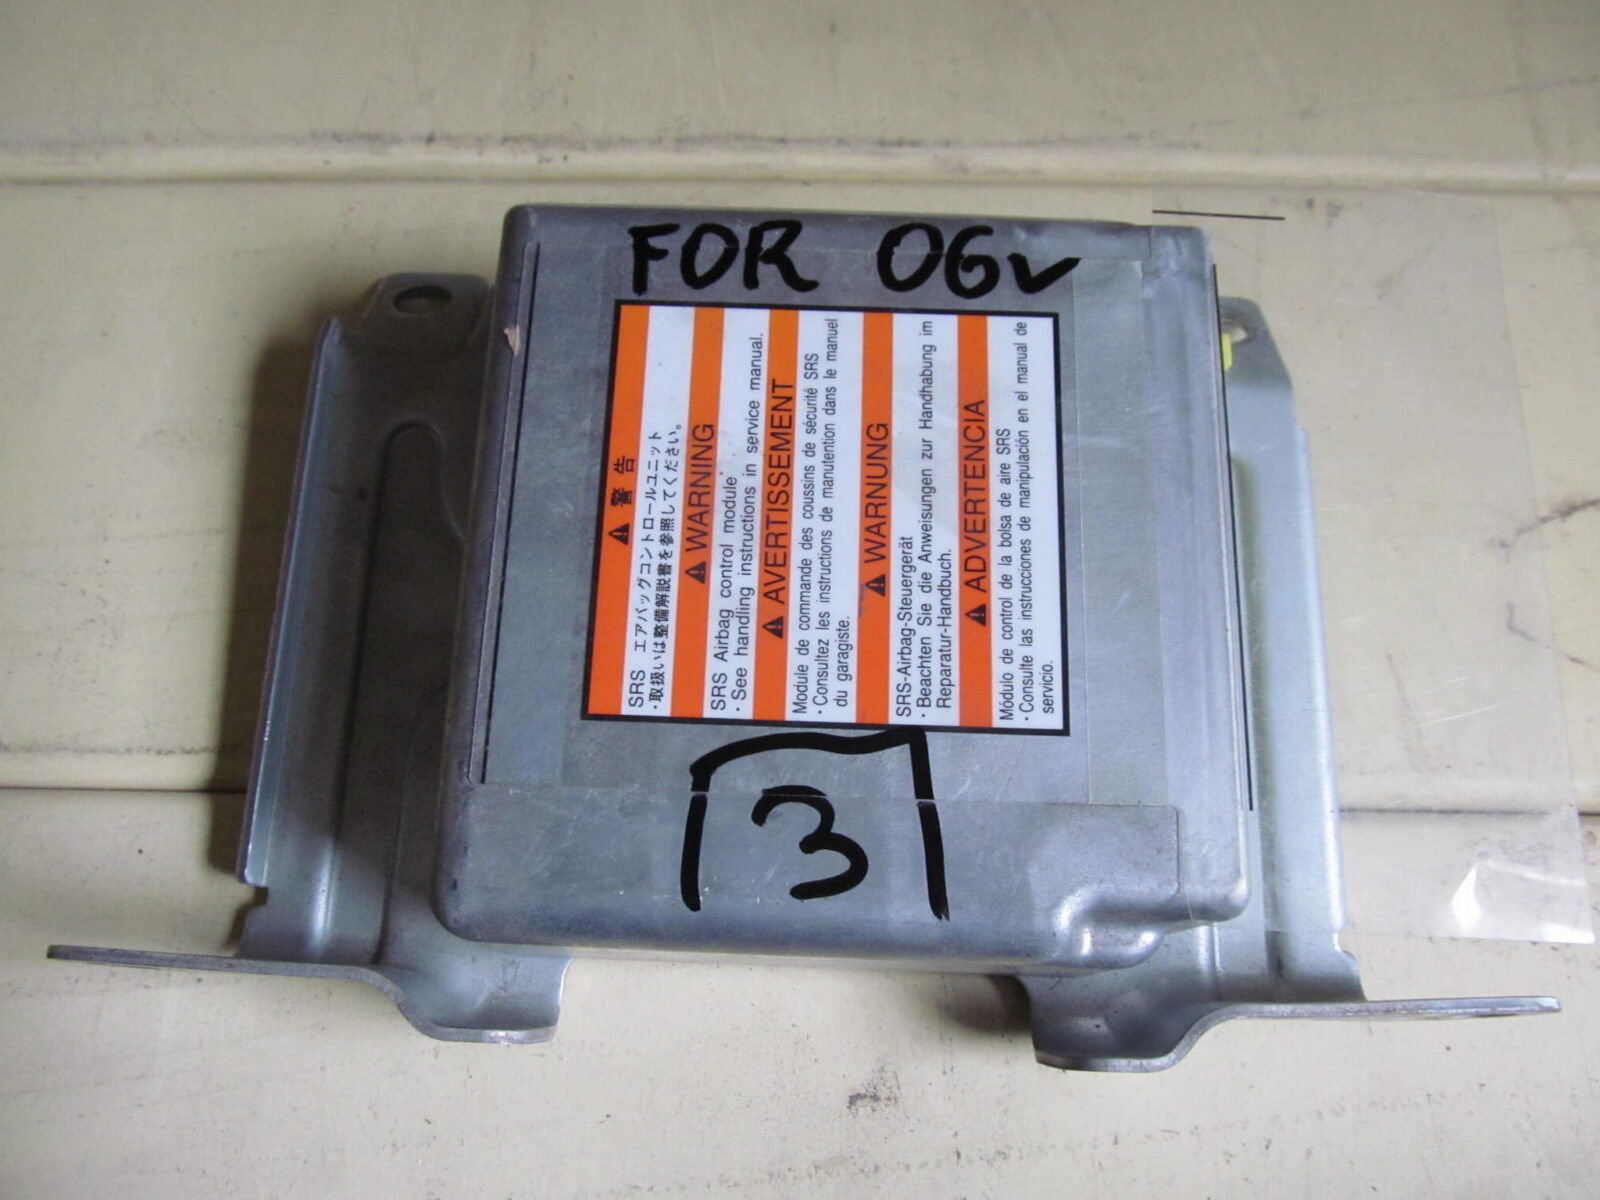 FOR 06v
⚠ 警告
SRS エアバッグコントロールユニット
・取扱いは整備解説書を参照してください。
⚠ WARNING
SRS Airbag control module
・See handling instructions in service manual.
⚠ AVERTISSEMENT
Module de commande des coussins de sécurité SRS
・Consultez les instructions de manutention dans le manuel
du garagiste.
⚠ WARNUNG
SRS-Airbag-Steuergerät
・Beachten Sie die Anweisungen zur Handhabung im
Reparatur-Handbuch.
⚠ ADVERTENCIA
Módulo de control de la bolsa de aire SRS
・Consulte las instrucciones de manipulación en el manual de
servicio.
3